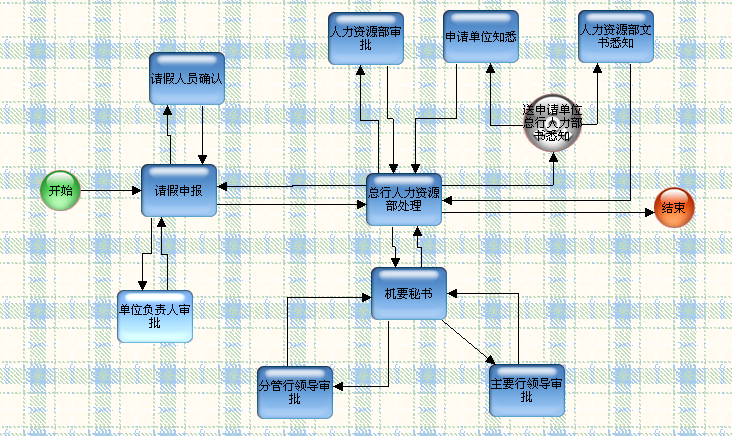 人力资源部审
批
申请单位知悉
人力资源部文
书悉知
请假人员确认
送申请单位
总行人力部
书悉知
开始
请假申报
总行人力资源
部处理
结束
单位负责人审
批
机要秘书
分管行领导审
批
主要行领导审
批